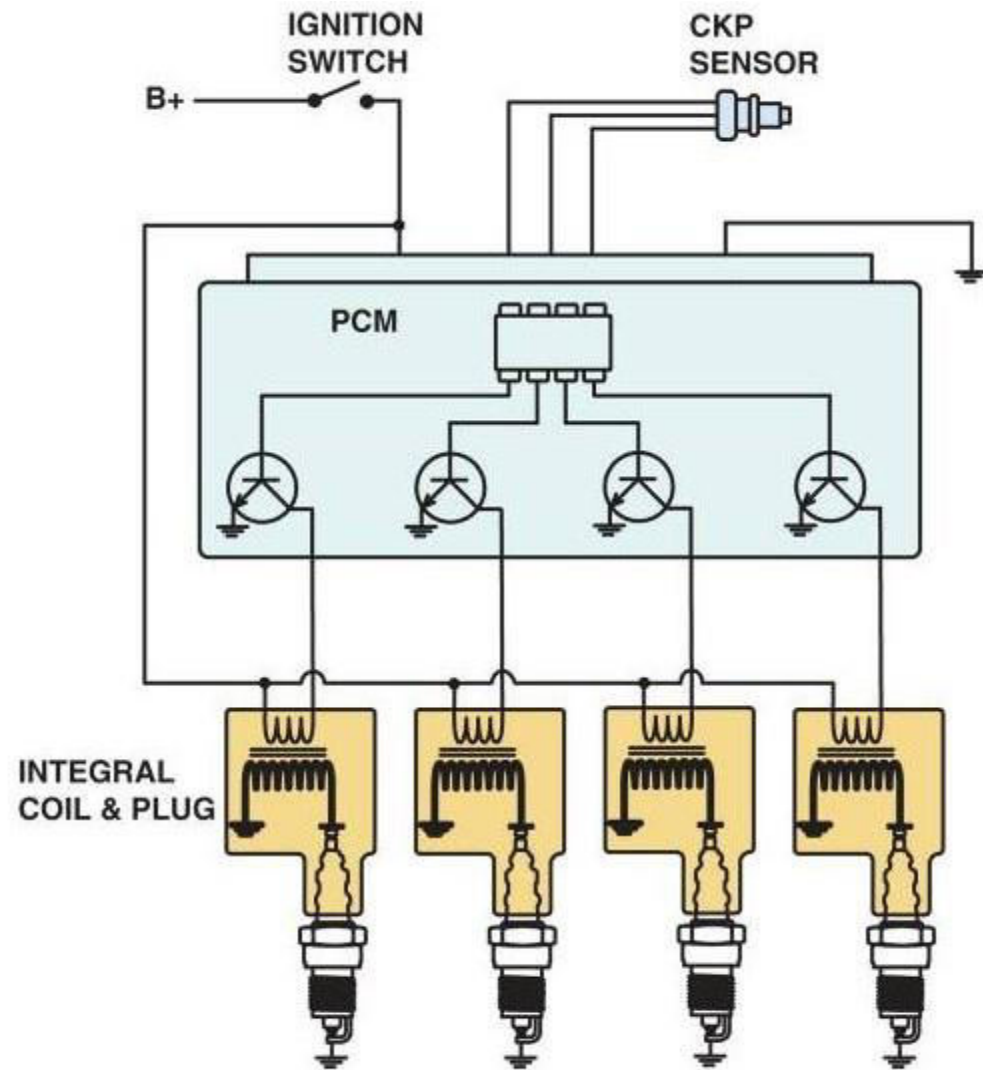 IGNITION
SWITCH
CKP
SENSOR
B+
PCM
INTEGRAL
COIL & PLUG